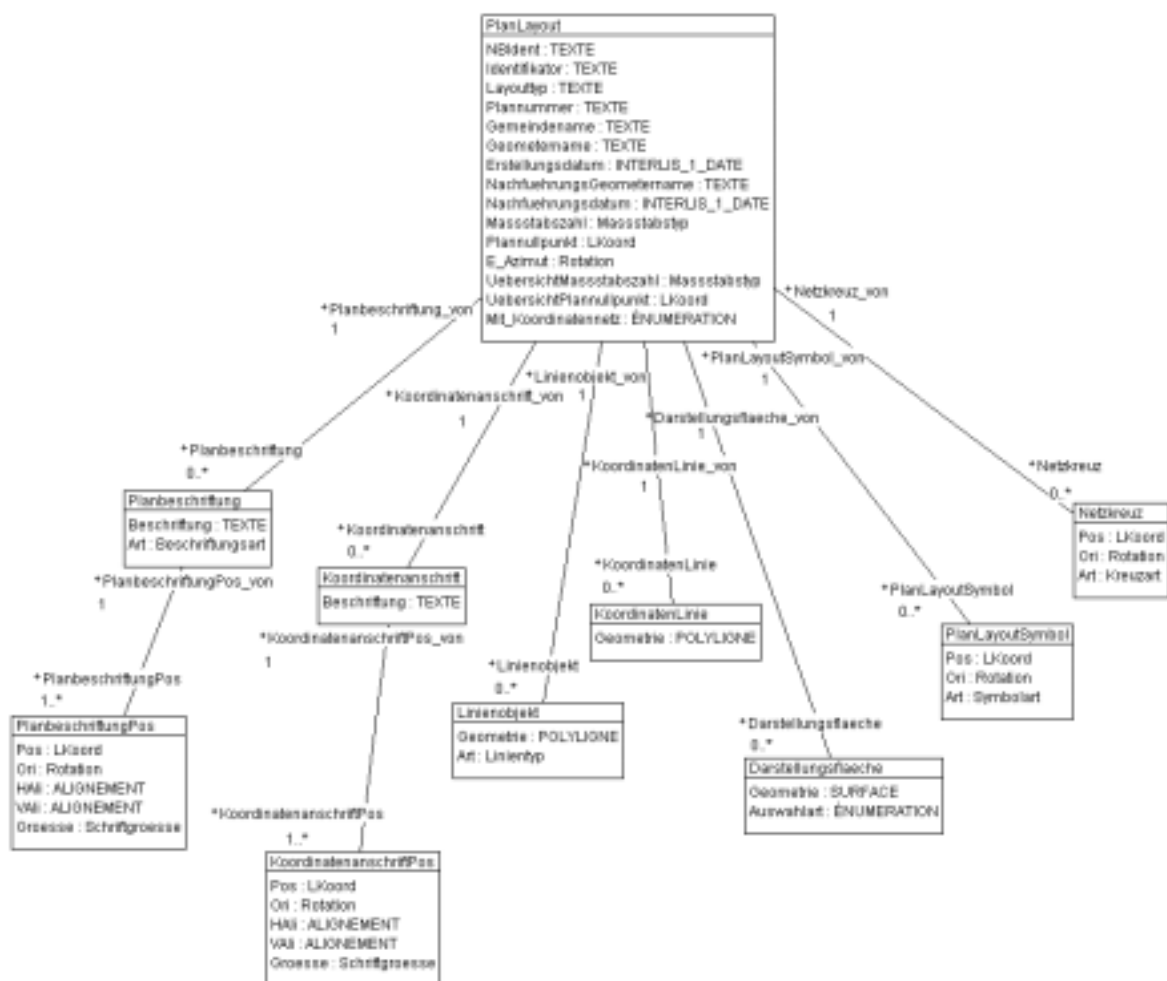 PlanLayout
NBIdent : TEXTE
Identifikator : TEXTE
Layouttyp : TEXTE
Plannummer : TEXTE
Gemeindename : TEXTE
Geometername : TEXTE
Erstellungsdatum : INTERLIS_1_DATE
NachfuehrungsGeometername : TEXTE
Nachfuehrungsdatum : INTERLIS_1_DATE
Massstabszahl : Massstabstyp
Plannullpunkt : LKoord
E_Azimut : Rotation
UebersichtMassstabszahl : Massstabstyp
UebersichtPlannullpunkt : LKoord
Mit_Koordinatennetz : ÉNUMERATION
*Planbeschriftung_von
1
*Netzkreuz_von
1
*PlanLayoutSymbol_von
1
*Linienobjekt_von
1
*Koordinatenanschrift_von
1
*Darstellungsflaeche_von
1
*KoordinatenLinie_von
1
*Planbeschriftung
0..*
Planbeschriftung
Beschriftung : TEXTE
Art : Beschriftungsart
*PlanbeschriftungPos_von
1
*Netzkreuz
0..*
Netzkreuz
Pos : LKoord
Ori : Rotation
Art : Kreuzart
*Koordinatenanschrift
0..*
Koordinatenanschrift
Beschriftung : TEXTE
*KoordinatenanschriftPos_von
1
*KoordinatenLinie
0..*
KoordinatenLinie
Geometrie : POLYLIGNE
*PlanLayoutSymbol
0..*
PlanLayoutSymbol
Pos : LKoord
Ori : Rotation
Art : Symbolart
*PlanbeschriftungPos
1..*
PlanbeschriftungPos
Pos : LKoord
Ori : Rotation
HAli : ALIGNEMENT
VAli : ALIGNEMENT
Groesse : Schriftgroesse
*Linienobjekt
0..*
Linienobjekt
Geometrie : POLYLIGNE
Art : Linientyp
*Darstellungsflaeche
0..*
Darstellungsflaeche
Geometrie : SURFACE
Auswahlart : ÉNUMERATION
*KoordinatenanschriftPos
1..*
KoordinatenanschriftPos
Pos : LKoord
Ori : Rotation
HAli : ALIGNEMENT
VAli : ALIGNEMENT
Groesse : Schriftgroesse